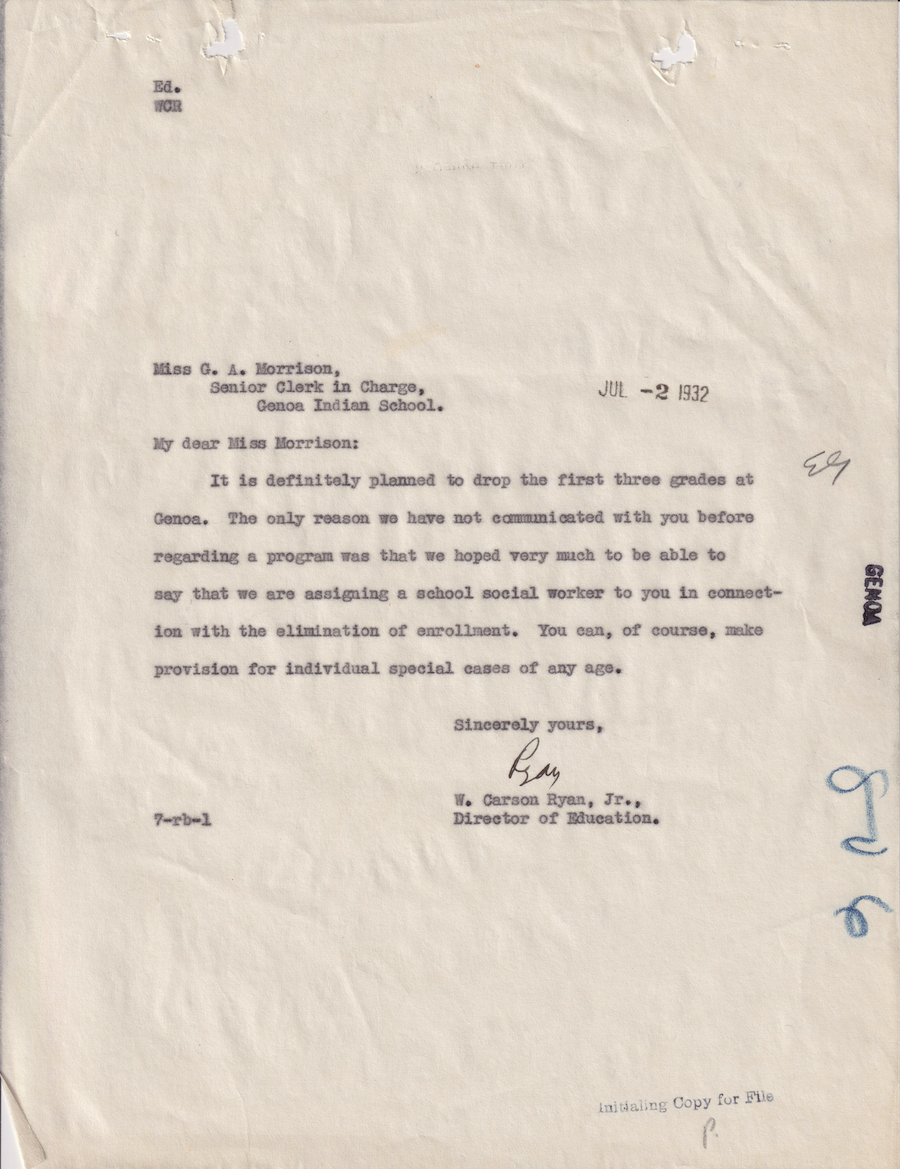 Ed.
WCR
Miss G. A. Morrison,
Senior Clerk in Charge,
Genoa Indian School.
JUL -2 1932
My dear Miss Morrison:
It is definitely planned to drop the first three grades at
Genoa. The only reason we have not communicated with you before
regarding a program was that we hoped very much to be able to
say that we are assigning a school social worker to you in connect-
ion with the elimination of enrollment. You can, of course, make
provision for individual special cases of any age.
Sincerely yours,
Ryan
W. Carson Ryan, Jr.,
Director of Education.
7-rb-1
GENOA
Initialing Copy for File